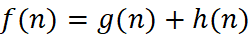 f(n) = g(n) + h(n)